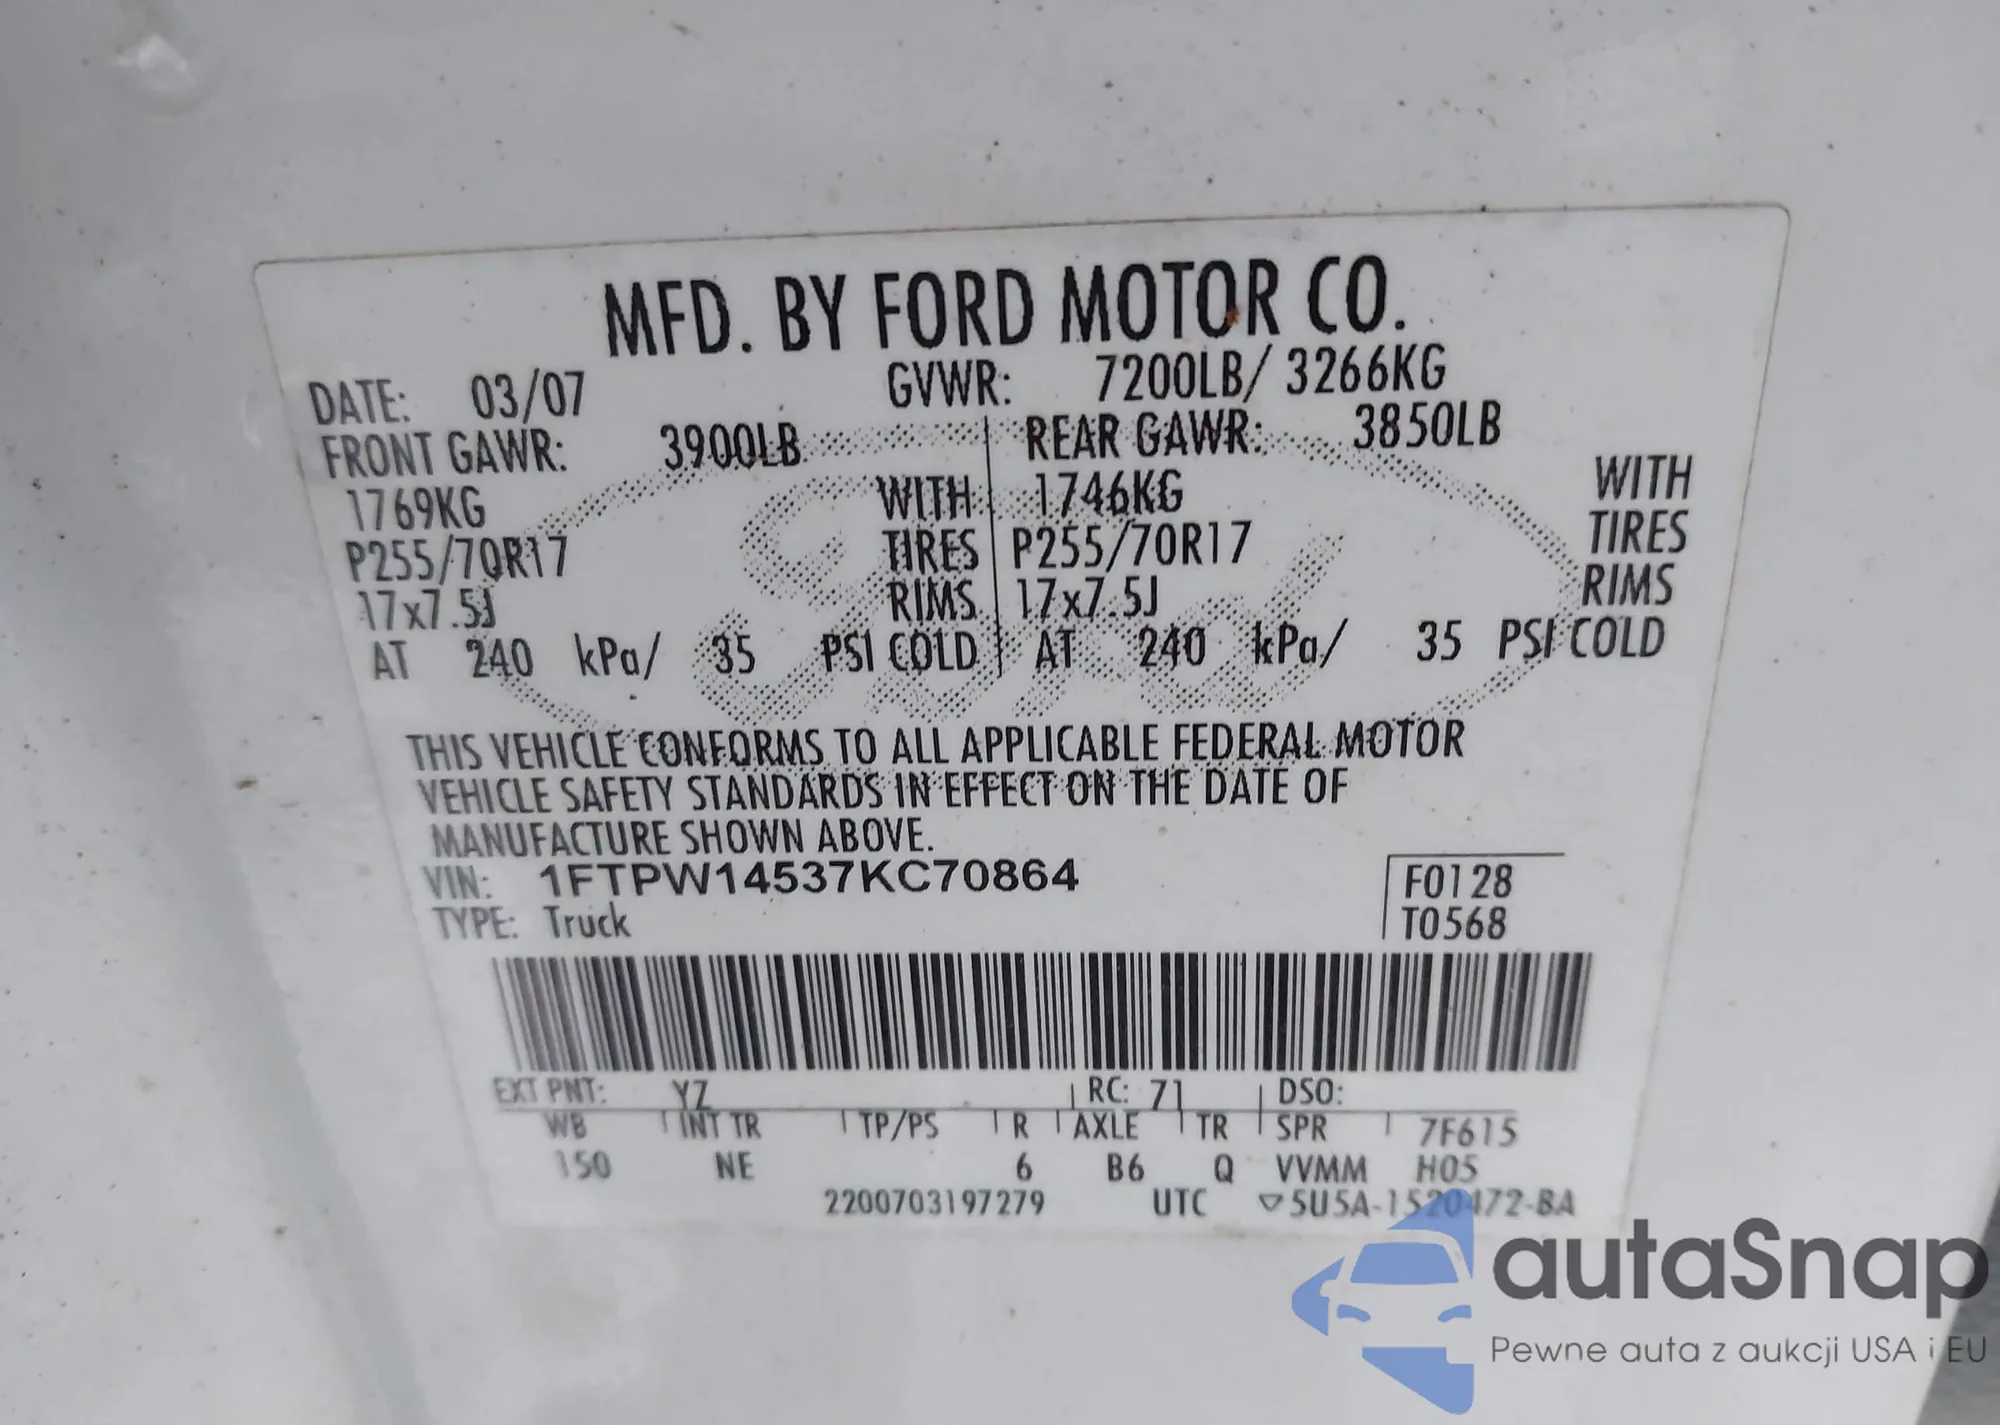 MFD. BY FORD MOTOR CO.
DATE: 03/07 GVWR: 7200LB/ 3266KG
FRONT GAWR: 3900LB REAR GAWR: 3850LB
1769KG WITH 1746KG WITH
P255/70R17 TIRES P255/70R17 TIRES
17x7.5J RIMS 17x7.5J RIMS
AT 240 kPa/ 35 PSI COLD AT 240 kPa/ 35 PSI COLD
Ford
THIS VEHICLE CONFORMS TO ALL APPLICABLE FEDERAL MOTOR
VEHICLE SAFETY STANDARDS IN EFFECT ON THE DATE OF
MANUFACTURE SHOWN ABOVE.
VIN: 1FTPW14537KC70864 F0128
TYPE: Truck T0568
EXT PNT: YZ RC: 71 DSO:
WB INT TR TP/PS R AXLE TR SPR 7F615
150 NE 6 B6 Q VVMM H05
2200703197279 UTC ▽5U5A-1520472-BA
autaSnap
Pewne auta z aukcji USA i EU